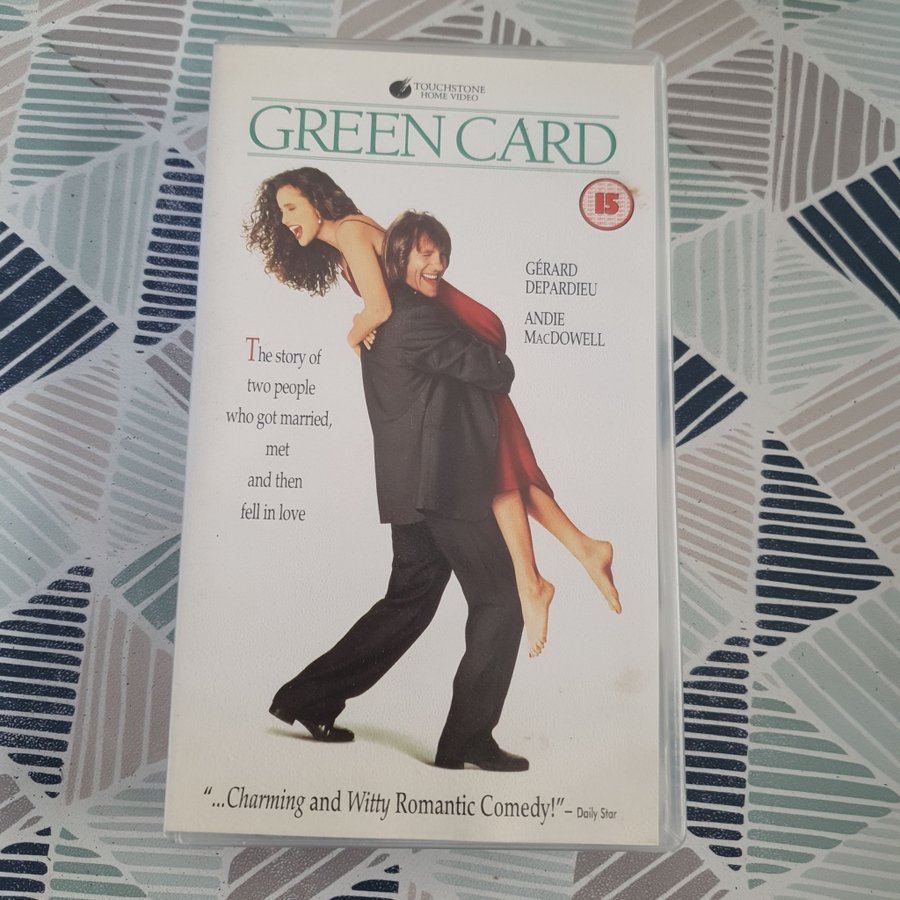 TOUCHSTONE
HOME VIDEO
GREEN CARD
15
GÉRARD
DEPARDIEU
ANDIE
MACDOWELL
The story of
two people
who got married,
met
and then
fell in love
"...Charming and Witty Romantic Comedy!"– Daily Star